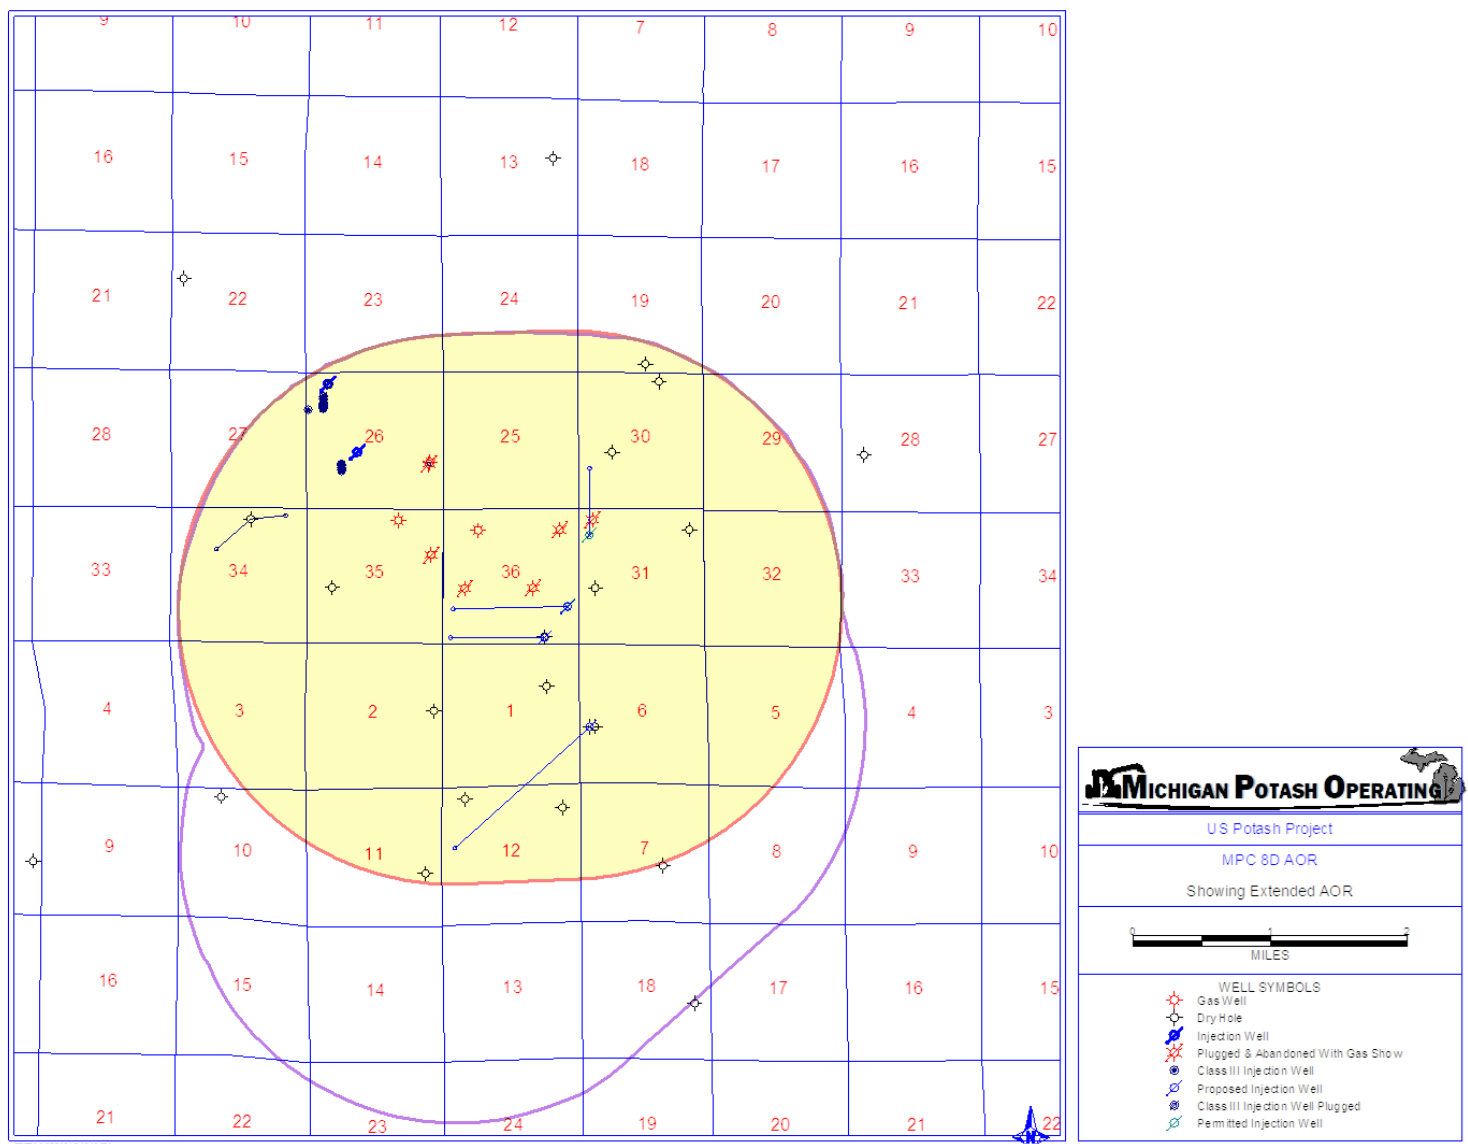 9 10 11 12 7 8 9 10
16 15 14 13 18 17 16 15
21 22 23 24 19 20 21 22
28 27 26 25 30 29 28 27
33 34 35 36 31 32 33 34
4 3 2 1 6 5 4 3
9 10 11 12 7 8 9 10
16 15 14 13 18 17 16 15
21 22 23 24 19 20 21 22
N
MICHIGAN POTASH OPERATING
US Potash Project
MPC 8D AOR
Showing Extended AOR
0 1 2
MILES
WELL SYMBOLS
Gas Well
Dry Hole
Injection Well
Plugged & Abandoned With Gas Show
Class III Injection Well
Proposed Injection Well
Class III Injection Well Plugged
Permitted Injection Well